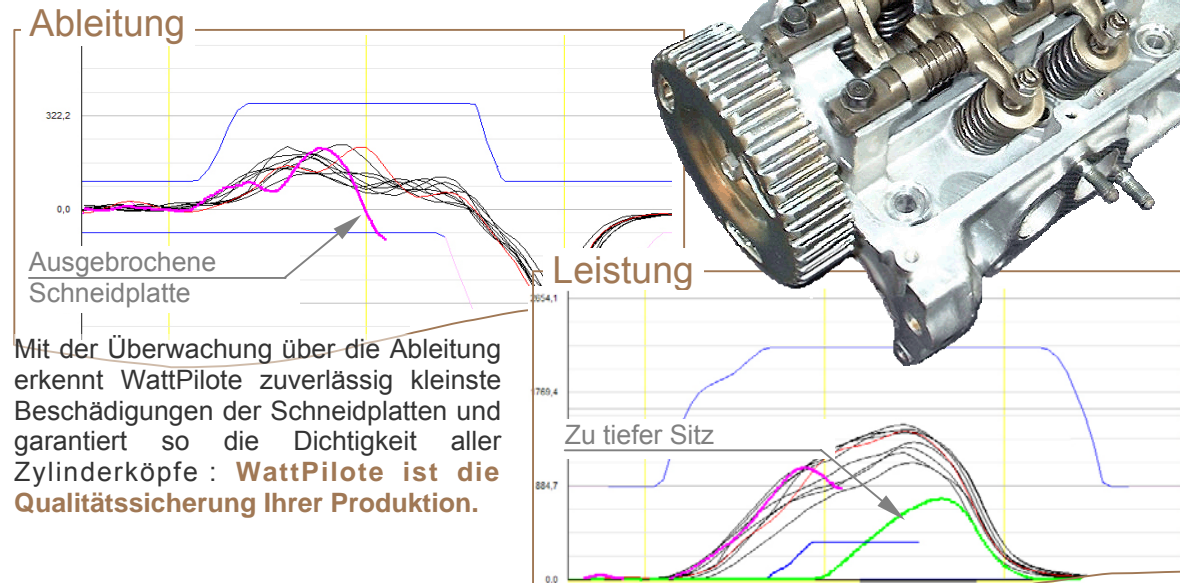 Ableitung
322,2
0,0
Ausgebrochene
Schneidplatte
Mit der Überwachung über die Ableitung
erkennt WattPilote zuverlässig kleinste
Beschädigungen der Schneidplatten und
garantiert so die Dichtigkeit aller
Zylinderköpfe : WattPilote ist die
Qualitätssicherung Ihrer Produktion.
Leistung
2654,1
1769,4
Zu tiefer Sitz
884,7
0,0